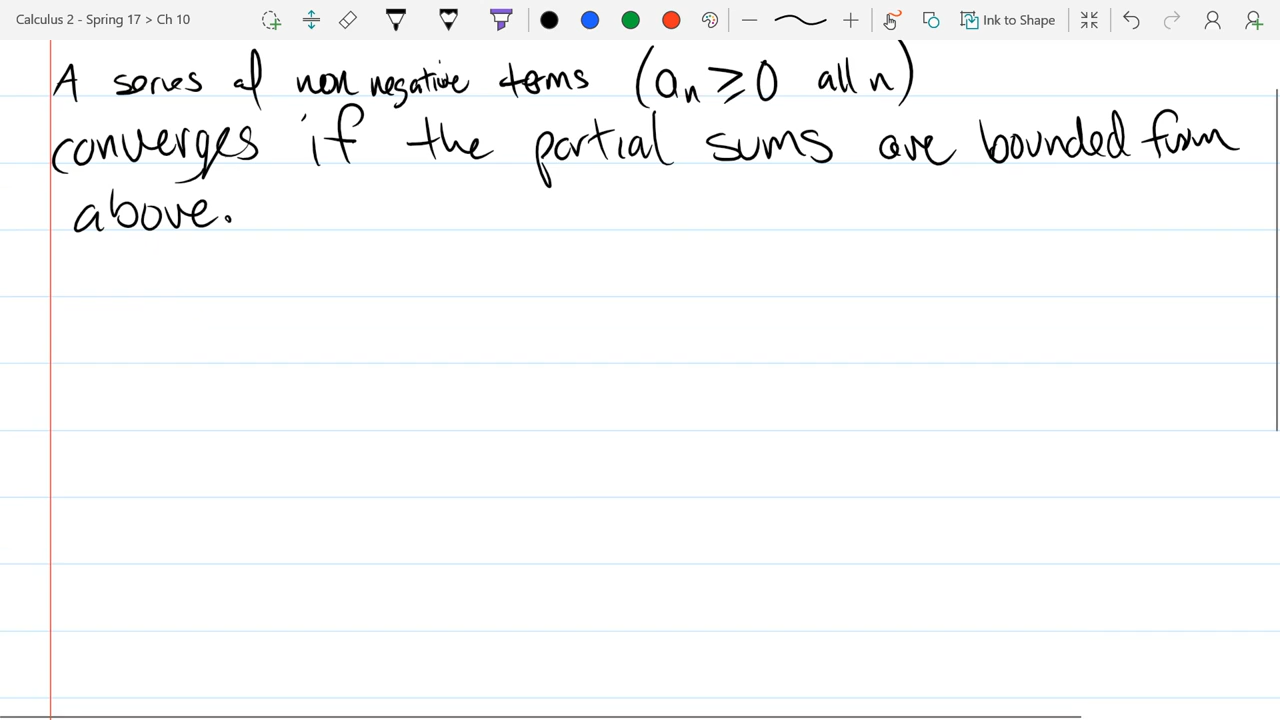 Calculus 2 - Spring 17 > Ch 10
Ink to Shape
A series of non negative terms (aₙ ≥ 0 all n)
converges if the partial sums are bounded from
above.